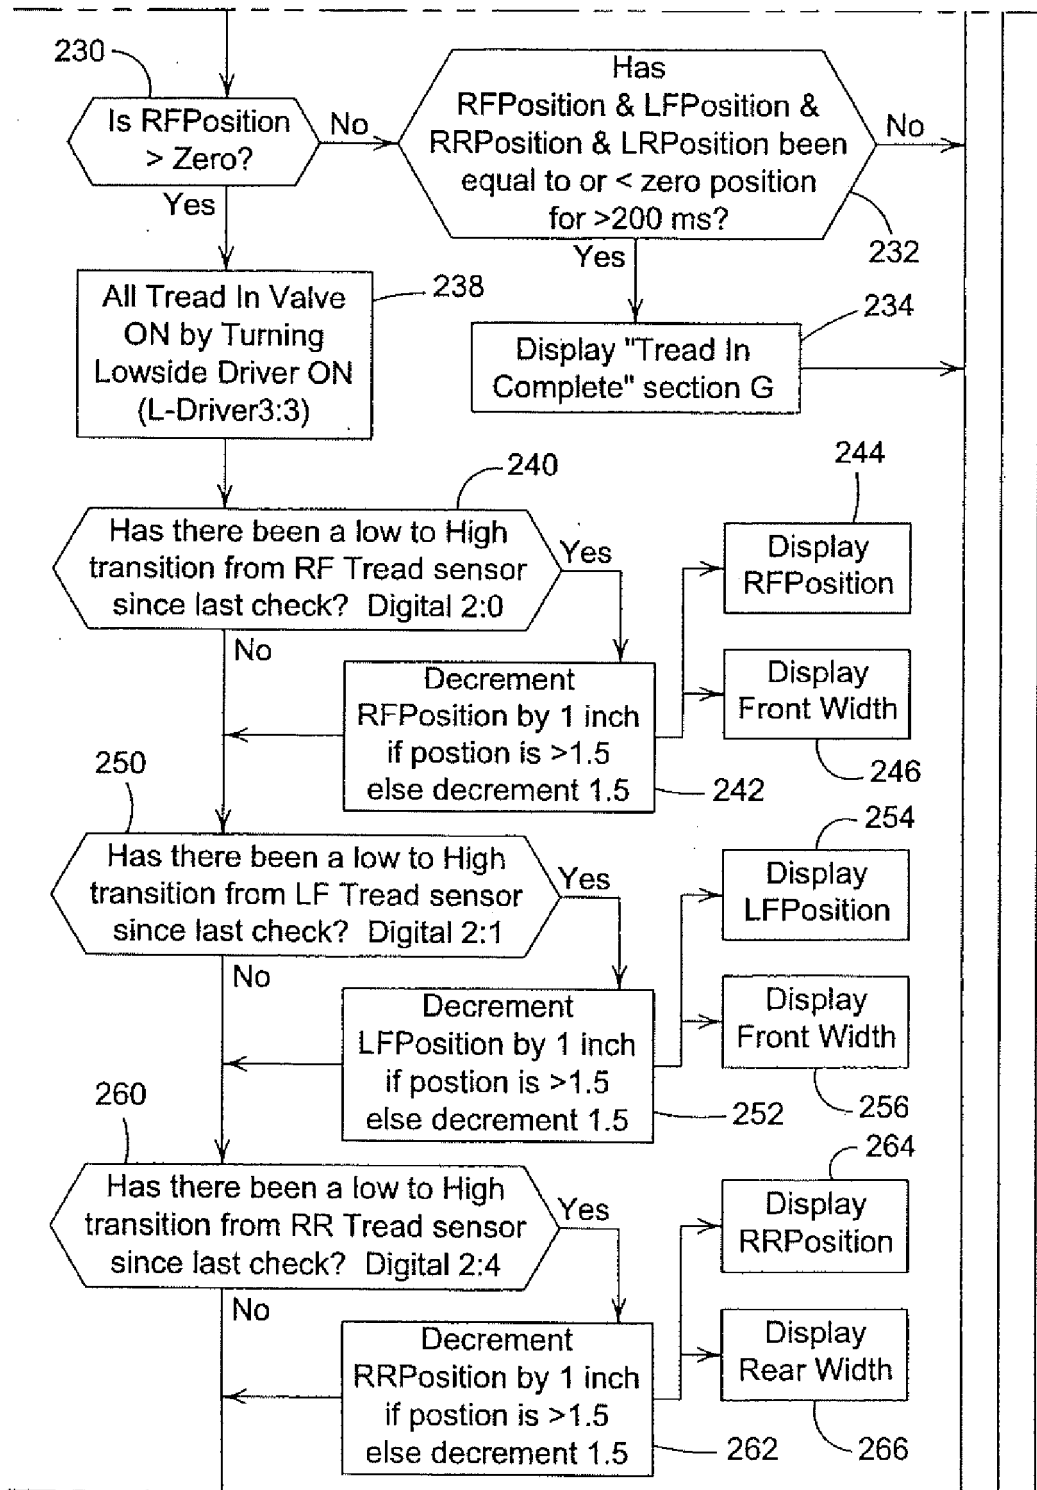 230
Is RFPosition
> Zero?
No
Yes
Has
RFPosition & LFPosition &
RRPosition & LRPosition been
equal to or < zero position
for >200 ms?
No
232
Yes
All Tread In Valve
ON by Turning
Lowside Driver ON
(L-Driver3:3)
238
234
Display "Tread In
Complete" section G
240
Has there been a low to High
transition from RF Tread sensor
since last check? Digital 2:0
Yes
No
244
Display
RFPosition
Decrement
RFPosition by 1 inch
if postion is >1.5
else decrement 1.5
242
Display
Front Width
246
250
Has there been a low to High
transition from LF Tread sensor
since last check? Digital 2:1
Yes
No
254
Display
LFPosition
Decrement
LFPosition by 1 inch
if postion is >1.5
else decrement 1.5
252
Display
Front Width
256
260
Has there been a low to High
transition from RR Tread sensor
since last check? Digital 2:4
Yes
No
264
Display
RRPosition
Decrement
RRPosition by 1 inch
if postion is >1.5
else decrement 1.5
262
Display
Rear Width
266